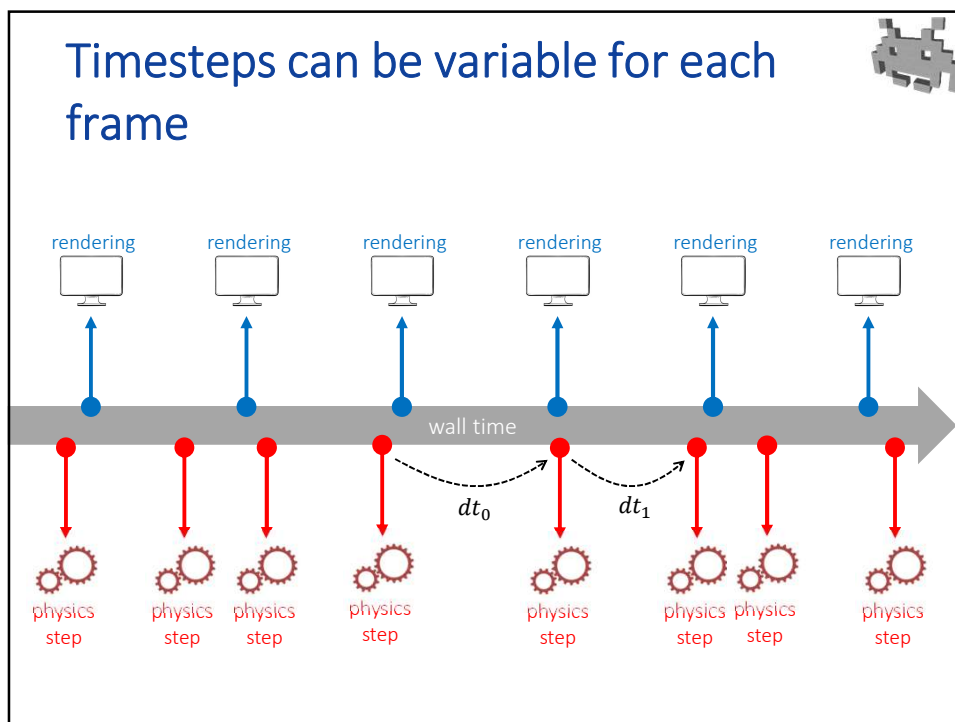 Timesteps can be variable for each
frame
rendering rendering rendering rendering rendering rendering
wall time
dt₀ dt₁
physics physics physics physics physics physics physics physics
step step step step step step step step